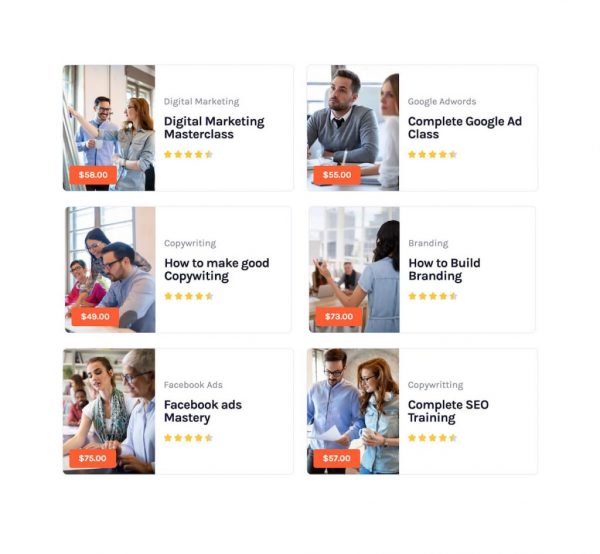 Digital Marketing
Digital Marketing
Masterclass
$58.00
Google Adwords
Complete Google Ad
Class
$55.00
Copywriting
How to make good
Copywiting
$49.00
Branding
How to Build
Branding
$73.00
Facebook Ads
Facebook ads
Mastery
$75.00
Copywritting
Complete SEO
Training
$57.00